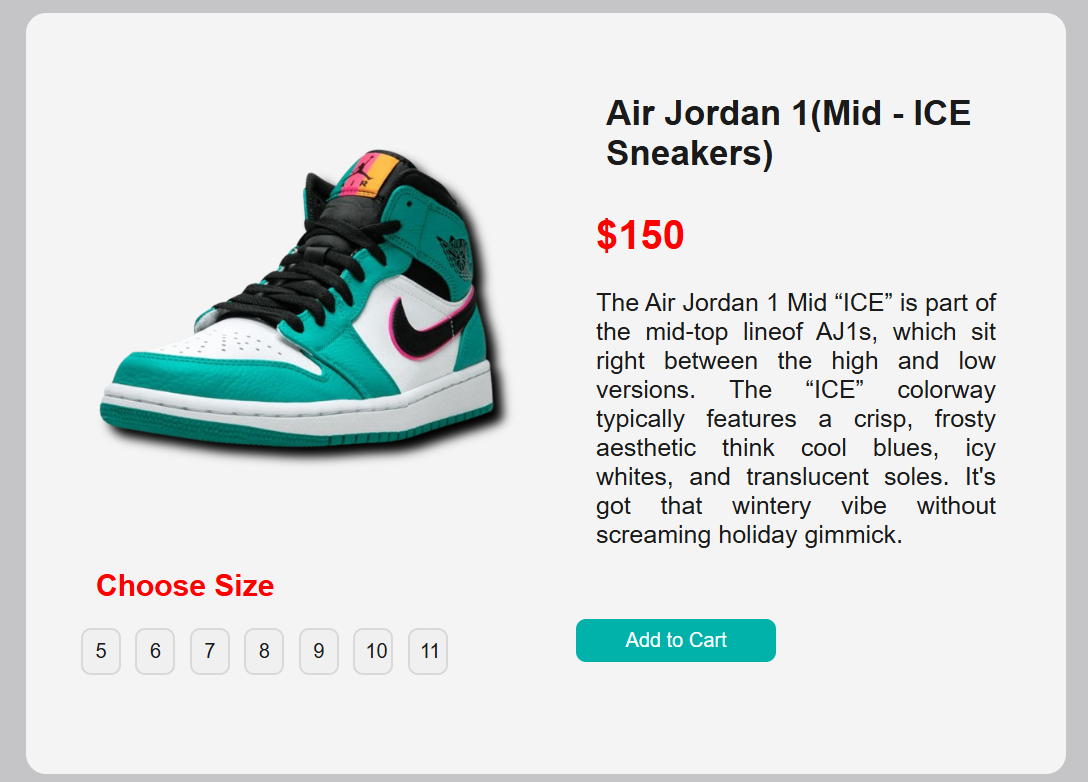 Air Jordan 1(Mid - ICE
Sneakers)
$150
The Air Jordan 1 Mid “ICE” is part of
the mid-top lineof AJ1s, which sit
right between the high and low
versions. The “ICE” colorway
typically features a crisp, frosty
aesthetic think cool blues, icy
whites, and translucent soles. It's
got that wintery vibe without
screaming holiday gimmick.
Choose Size
5 6 7 8 9 10 11
Add to Cart